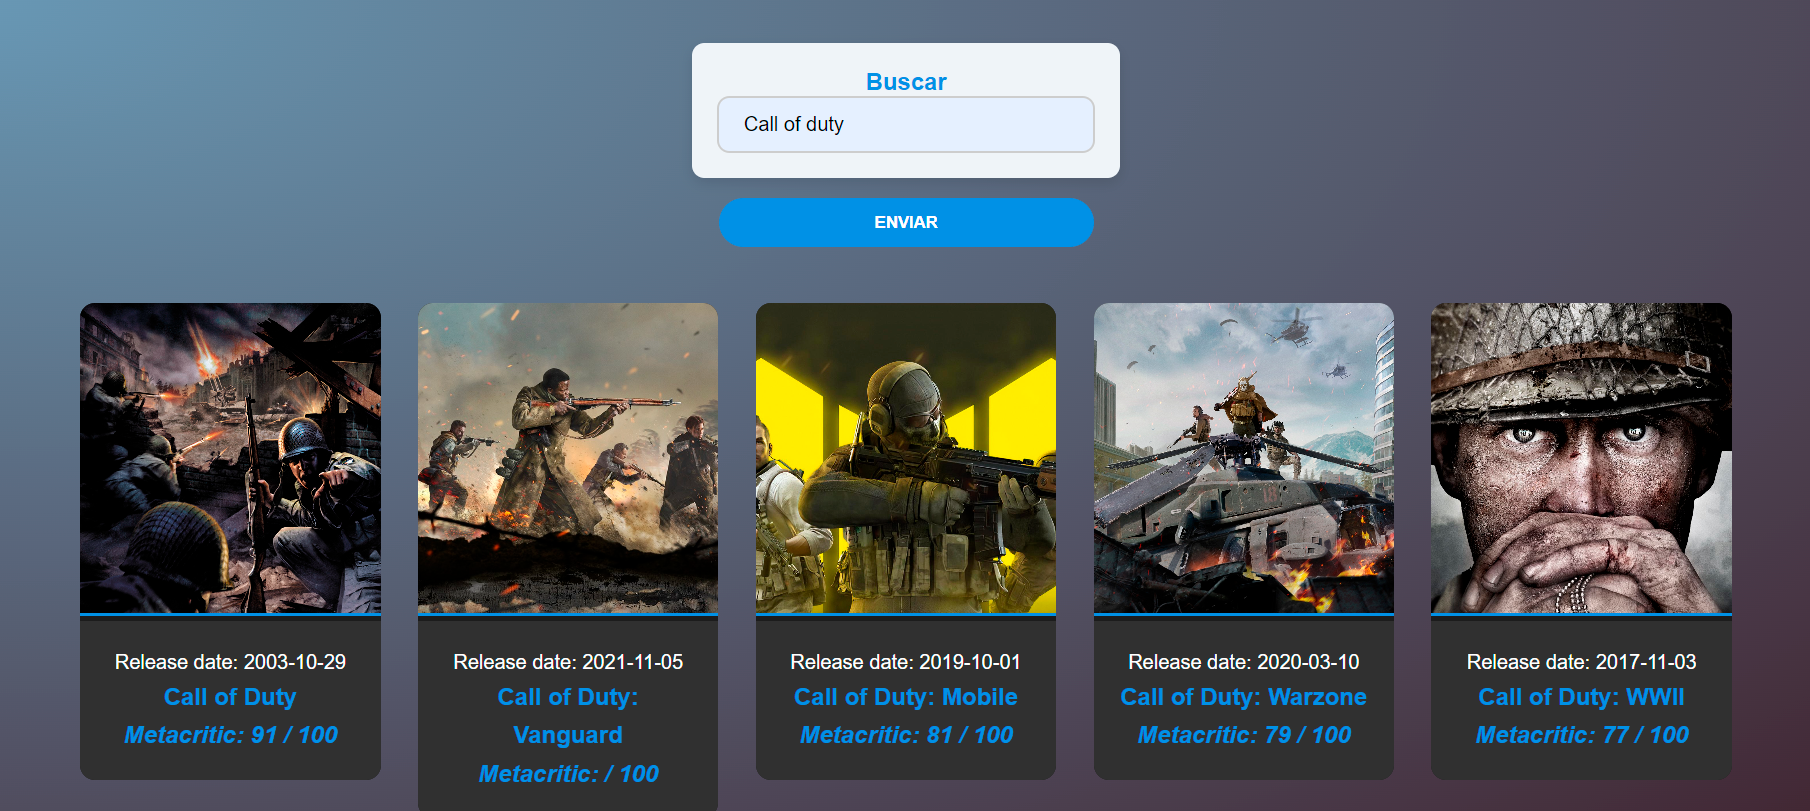 Buscar
Call of duty
ENVIAR
Release date: 2003-10-29
Call of Duty
Metacritic: 91 / 100
Release date: 2021-11-05
Call of Duty:
Vanguard
Metacritic: / 100
Release date: 2019-10-01
Call of Duty: Mobile
Metacritic: 81 / 100
Release date: 2020-03-10
Call of Duty: Warzone
Metacritic: 79 / 100
Release date: 2017-11-03
Call of Duty: WWII
Metacritic: 77 / 100